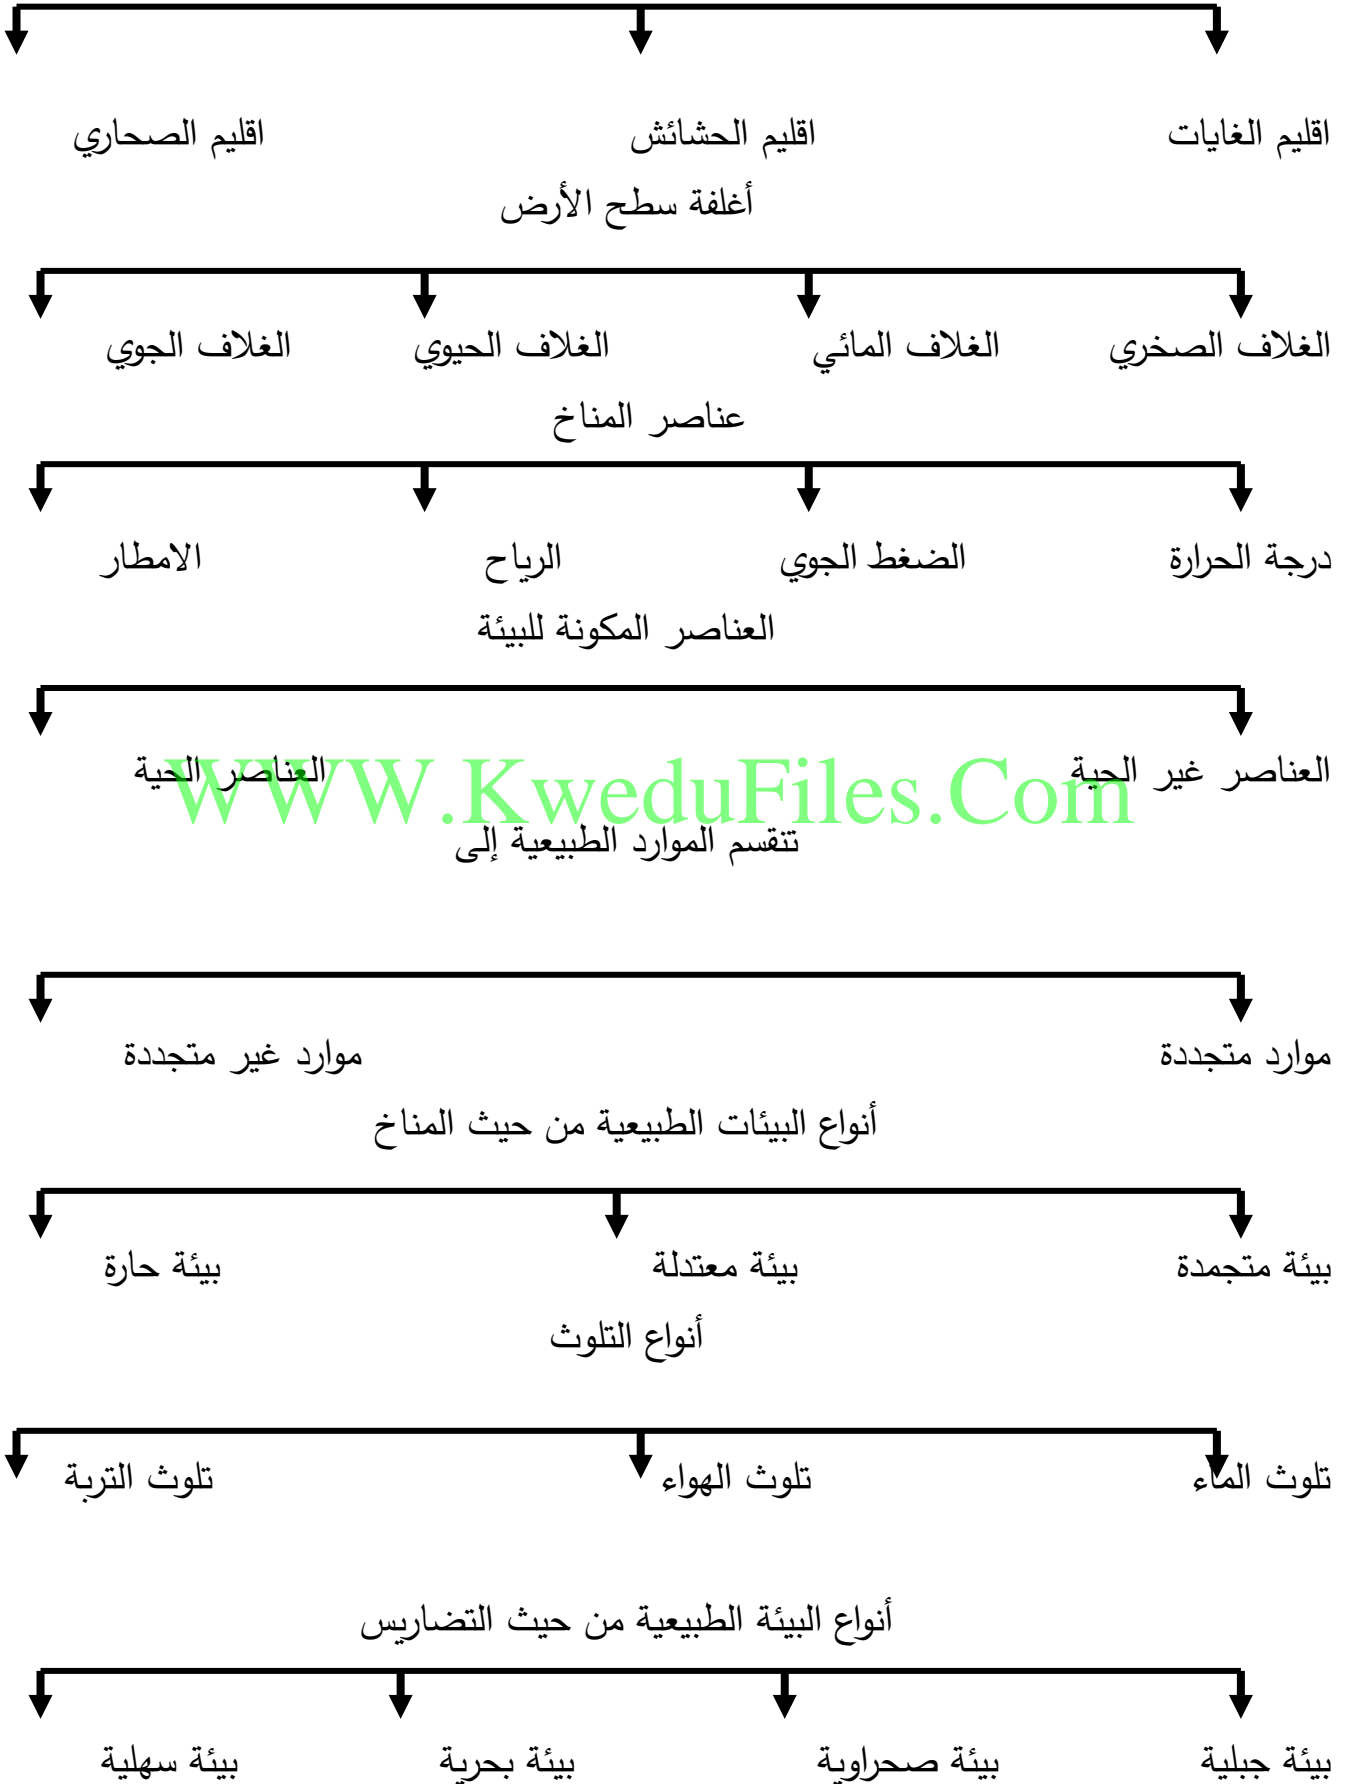 اقليم الغايات اقليم الحشائش اقليم الصحاري
أغلفة سطح الأرض
الغلاف الصخري الغلاف المائي الغلاف الحيوي الغلاف الجوي
عناصر المناخ
درجة الحرارة الضغط الجوي الرياح الامطار
العناصر المكونة للبيئة
العناصر غير الحية العناصر الحية
WWW.KweduFiles.Com
تنقسم الموارد الطبيعية إلى
موارد متجددة موارد غير متجددة
أنواع البيئات الطبيعية من حيث المناخ
بيئة متجمدة بيئة معتدلة بيئة حارة
أنواع التلوث
تلوث الماء تلوث الهواء تلوث التربة
أنواع البيئة الطبيعية من حيث التضاريس
بيئة جبلية بيئة صحراوية بيئة بحرية بيئة سهلية